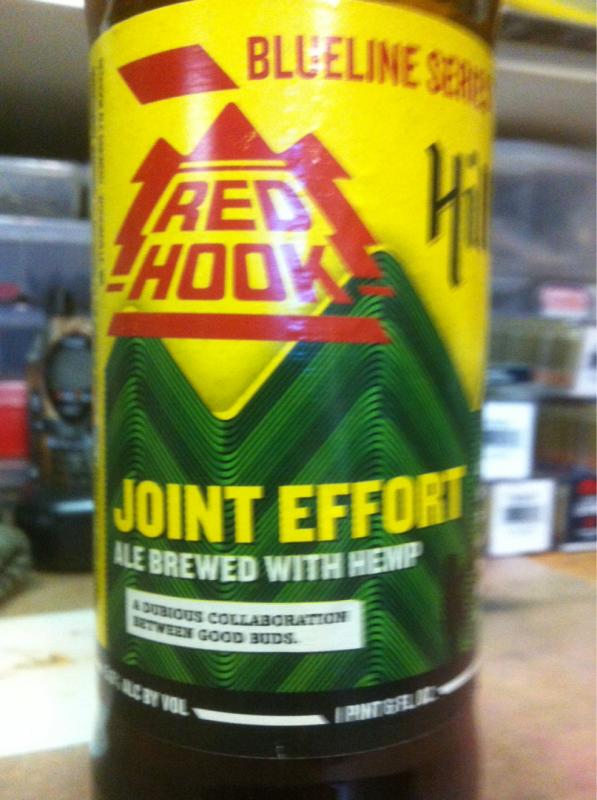 BLUELINE SERIES
RED
HOOK
JOINT EFFORT
ALE BREWED WITH HEMP
A DUBIOUS COLLABORATION
BETWEEN GOOD BUDS.
ALC BY VOL
1 PINT 6 FL. OZ.